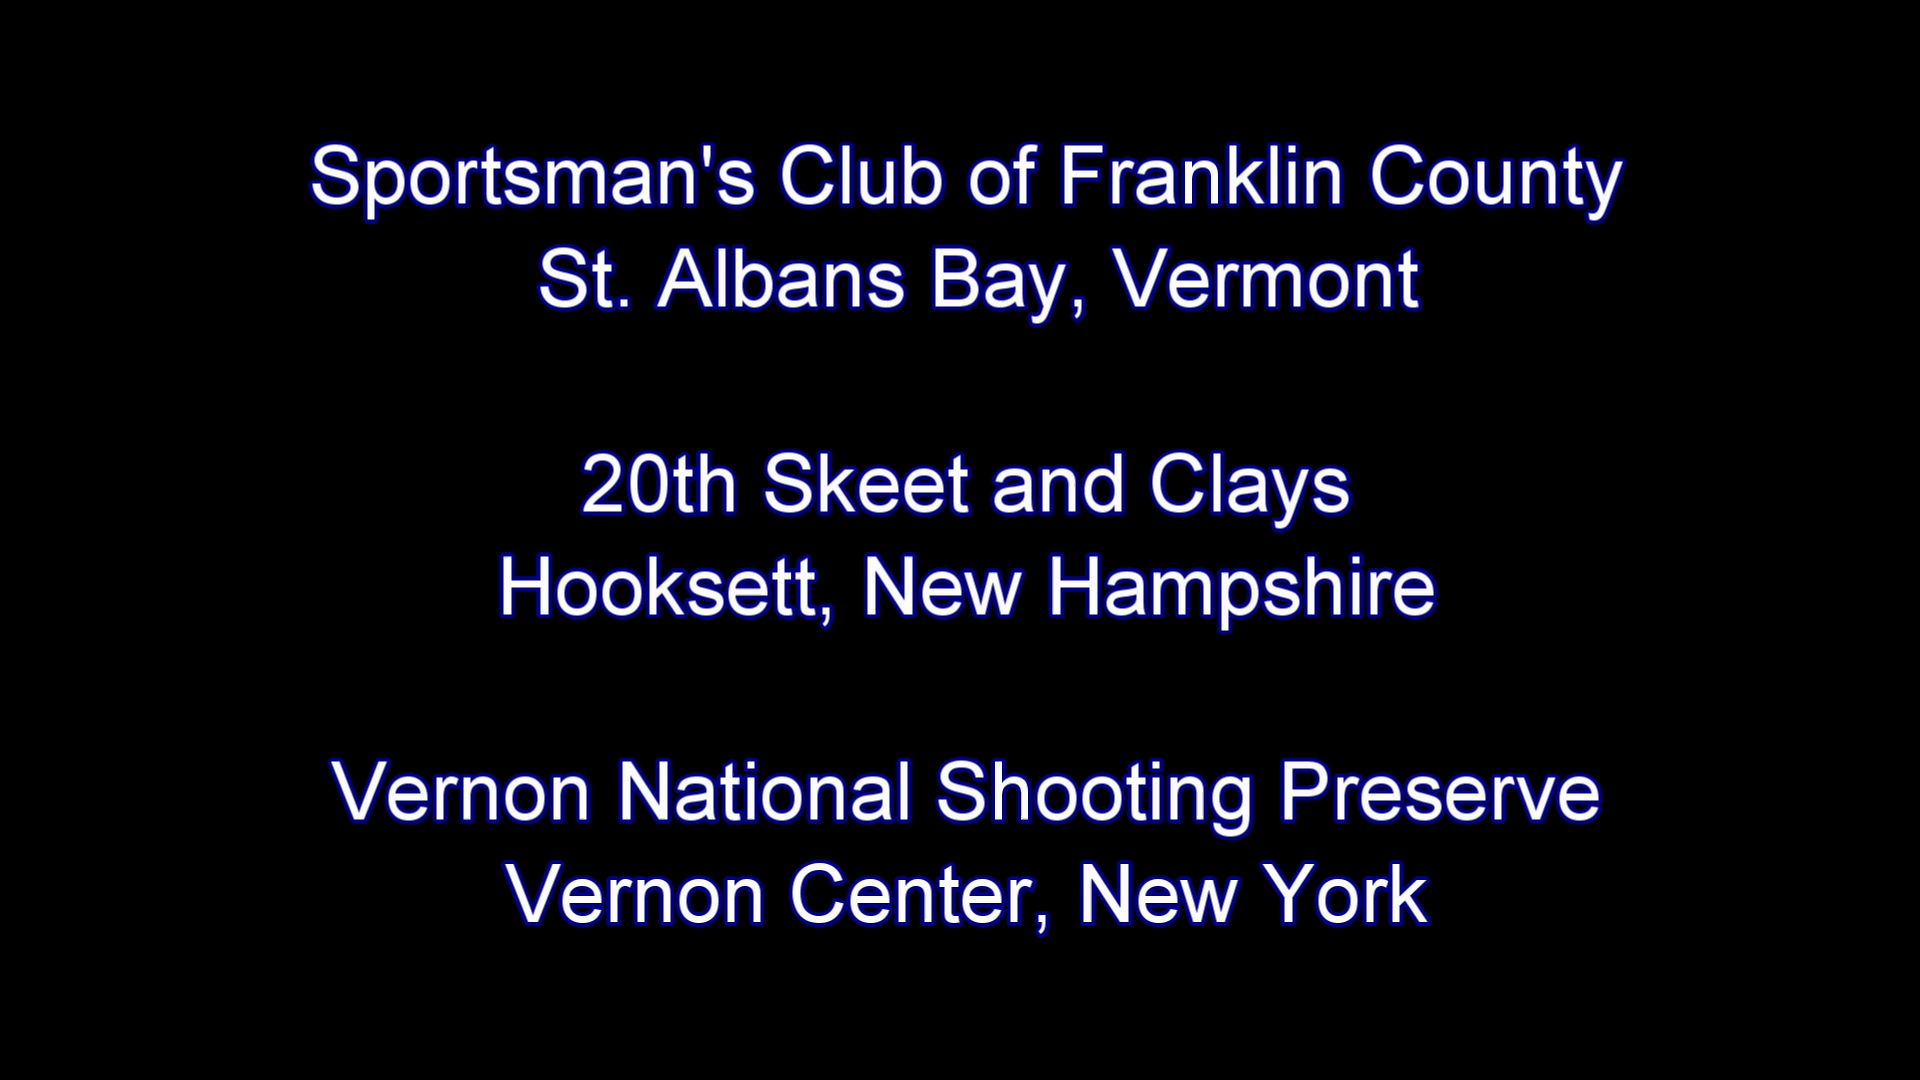 Sportsman's Club of Franklin County
St. Albans Bay, Vermont
20th Skeet and Clays
Hooksett, New Hampshire
Vernon National Shooting Preserve
Vernon Center, New York